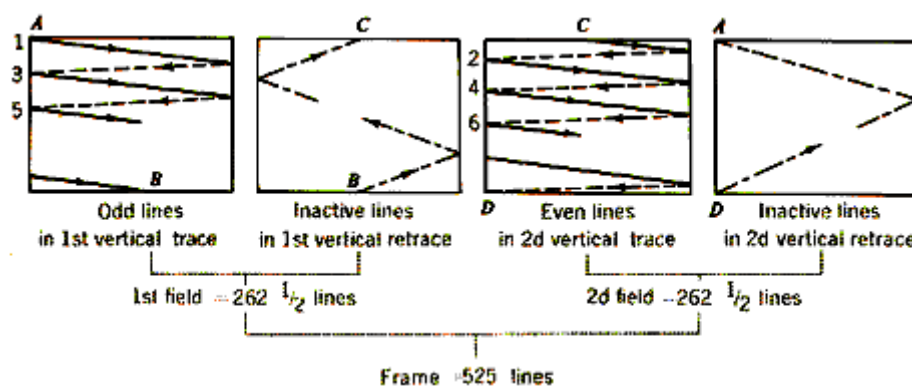 A
C
C
A
1
3
5
2
4
6
B
B
D
D
Odd lines
in 1st vertical trace
Inactive lines
in 1st vertical retrace
Even lines
in 2d vertical trace
Inactive lines
in 2d vertical retrace
1st field = 262 1/2 lines
2d field -262 1/2 lines
Frame -525 lines